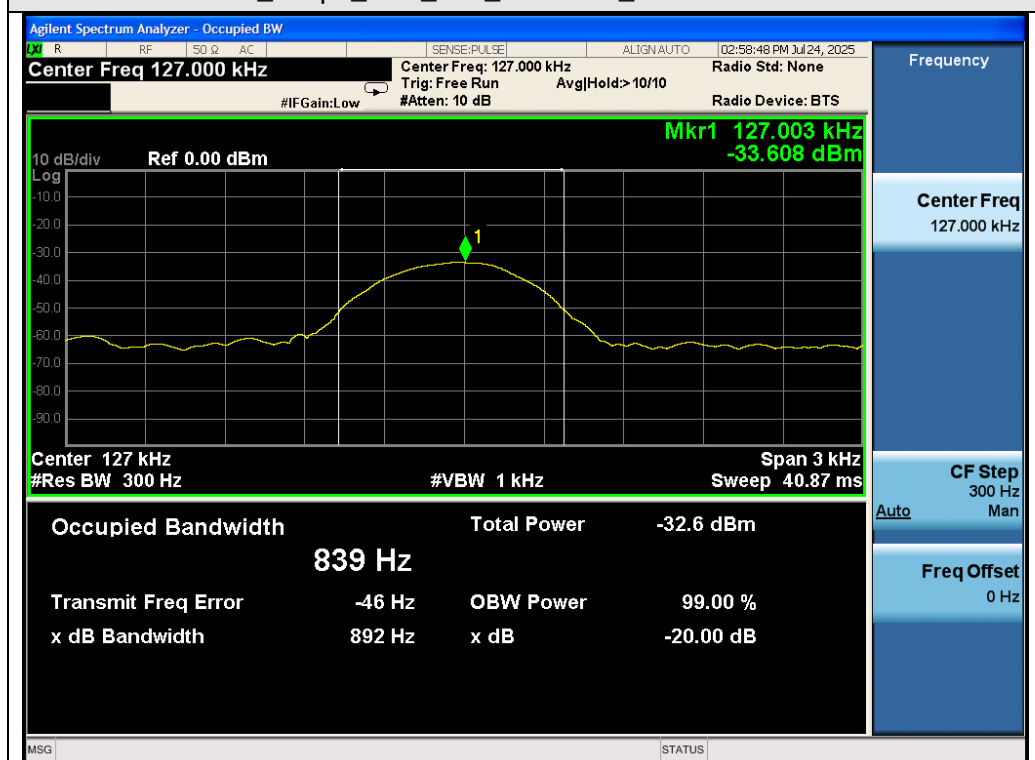 Agilent Spectrum Analyzer - Occupied BW
LXI R RF 50 Ω AC SENSE:PULSE ALIGN AUTO 02:58:48 PM Jul 24, 2025
Center Freq 127.000 kHz Center Freq: 127.000 kHz Radio Std: None
Trig: Free Run Avg|Hold:>10/10
#IFGain:Low #Atten: 10 dB Radio Device: BTS
Frequency
Mkr1 127.003 kHz
-33.608 dBm
10 dB/div Ref 0.00 dBm
Log
-10.0
-20.0
1
-30.0
-40.0
-50.0
-60.0
-70.0
-80.0
-90.0
Center Freq
127.000 kHz
Center 127 kHz Span 3 kHz
#Res BW 300 Hz #VBW 1 kHz Sweep 40.87 ms
CF Step
300 Hz
Auto Man
Occupied Bandwidth Total Power -32.6 dBm
839 Hz
Transmit Freq Error -46 Hz OBW Power 99.00 %
x dB Bandwidth 892 Hz x dB -20.00 dB
Freq Offset
0 Hz
MSG STATUS